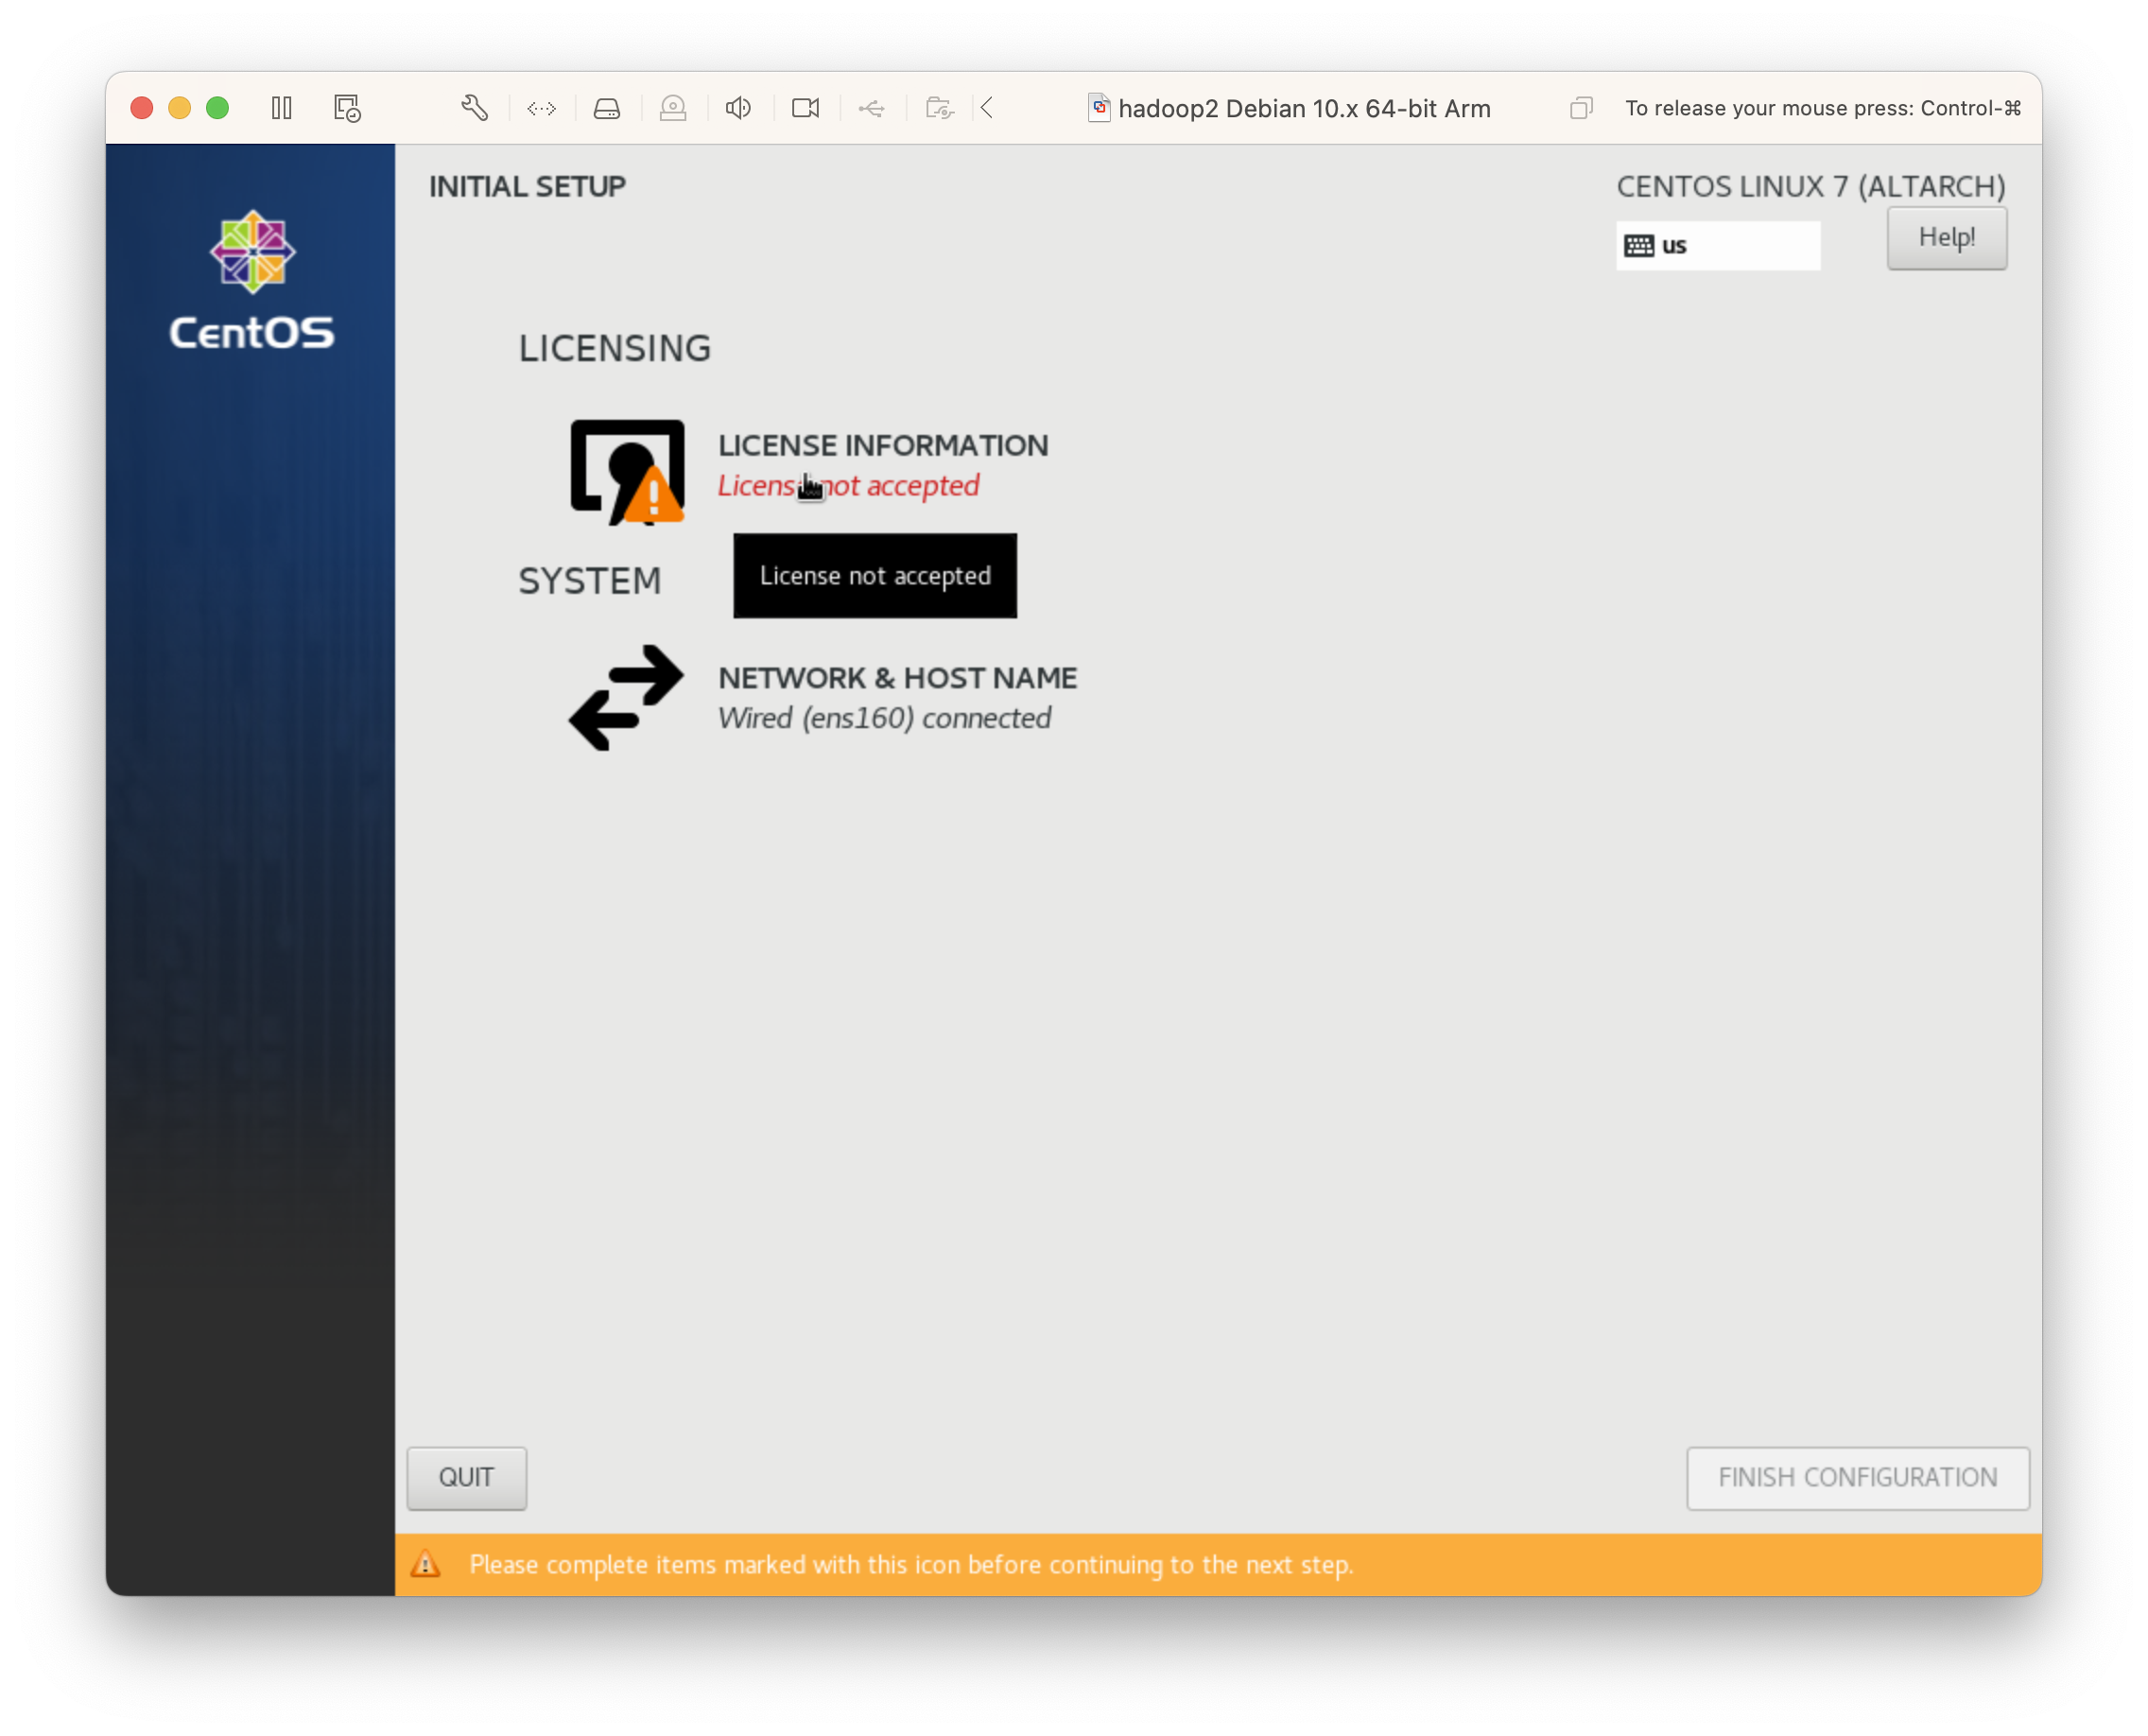 hadoop2 Debian 10.x 64-bit Arm
To release your mouse press: Control-⌘
CentOS
INITIAL SETUP
CENTOS LINUX 7 (ALTARCH)
us
Help!
LICENSING
LICENSE INFORMATION
License not accepted
License not accepted
SYSTEM
NETWORK & HOST NAME
Wired (ens160) connected
QUIT
FINISH CONFIGURATION
Please complete items marked with this icon before continuing to the next step.